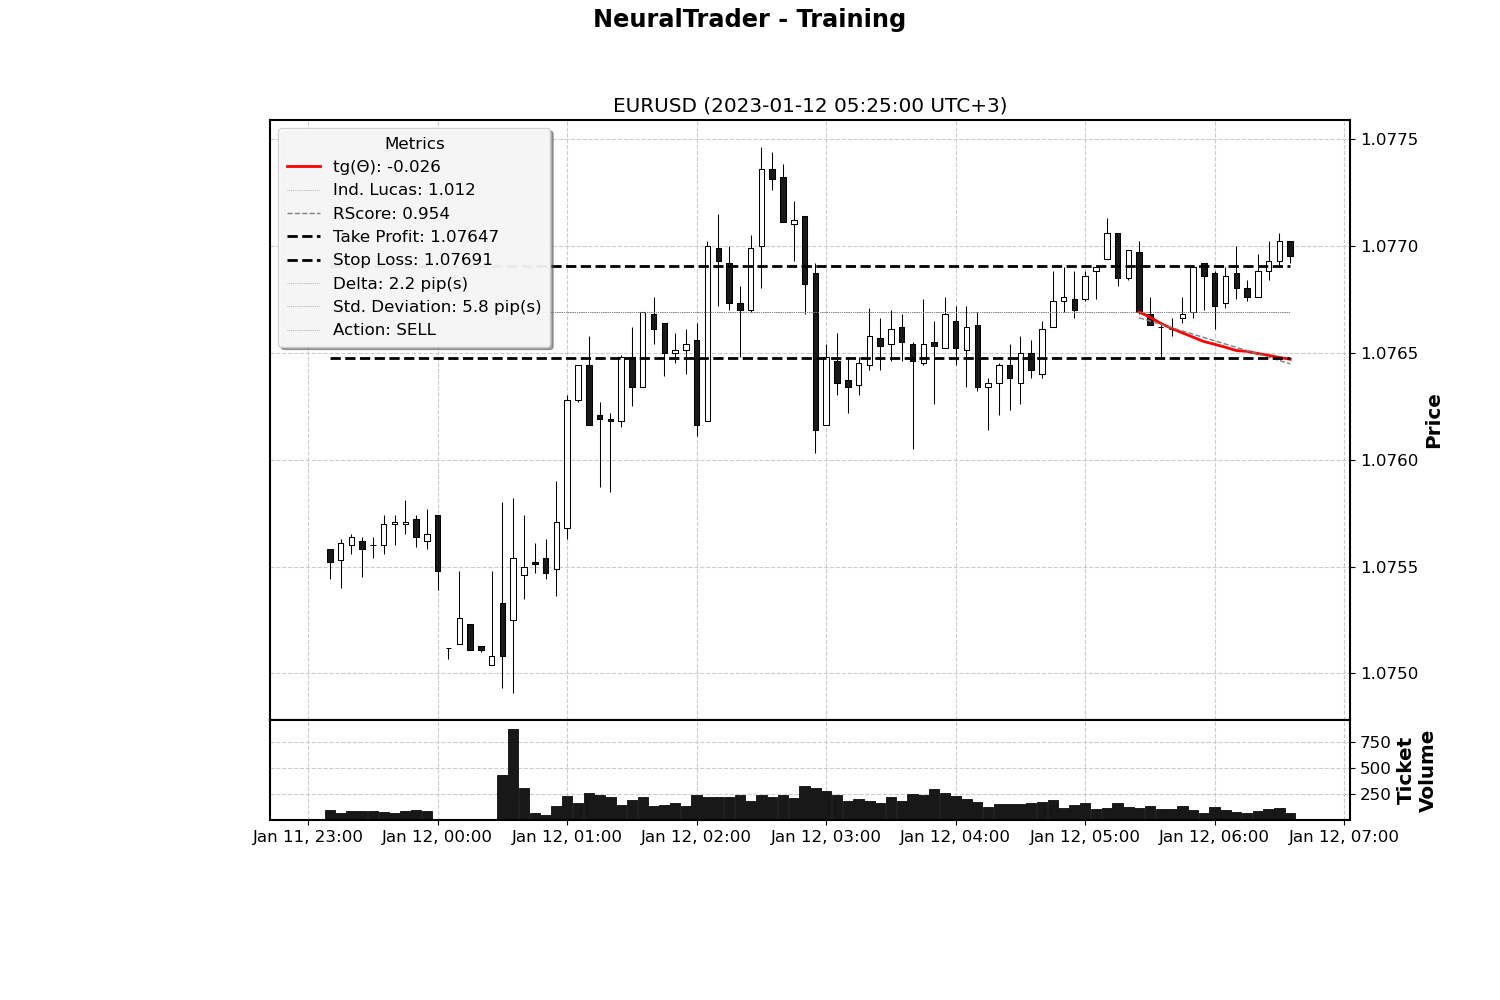 NeuralTrader - Training
EURUSD (2023-01-12 05:25:00 UTC+3)
Metrics
tg(Θ): -0.026
Ind. Lucas: 1.012
RScore: 0.954
Take Profit: 1.07647
Stop Loss: 1.07691
Delta: 2.2 pip(s)
Std. Deviation: 5.8 pip(s)
Action: SELL
1.0775
1.0770
1.0765
1.0760
1.0755
1.0750
Price
750
500
250
Ticket
Volume
Jan 11, 23:00
Jan 12, 00:00
Jan 12, 01:00
Jan 12, 02:00
Jan 12, 03:00
Jan 12, 04:00
Jan 12, 05:00
Jan 12, 06:00
Jan 12, 07:00